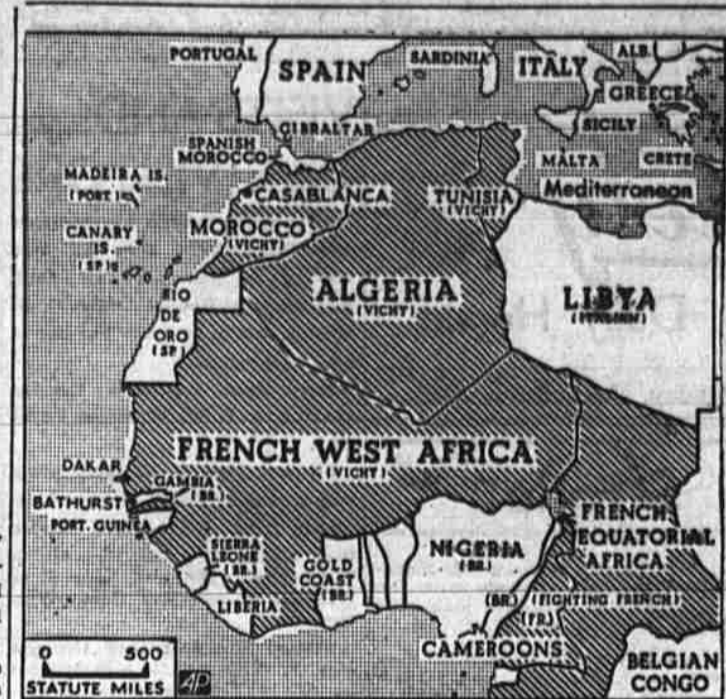 PORTUGAL
SPAIN
SARDINIA
ITALY
ALB.
GREECE
GIBRALTAR
SICILY
SPANISH
MOROCCO
MALTA
CRETE
MADEIRA IS.
(PORT.)
CASABLANCA
TUNISIA
(VICHY)
Mediterranean
CANARY
IS.
(SP)
MOROCCO
(VICHY)
ALGERIA
(VICHY)
LIBYA
(ITALIAN)
RIO
DE
ORO
(SP)
FRENCH WEST AFRICA
(VICHY)
DAKAR
GAMBIA
(BR.)
BATHURST
PORT. GUINEA
FRENCH
EQUATORIAL
AFRICA
(FIGHTING FRENCH)
SIERRA
LEONE
(BR.)
GOLD
COAST
(BR.)
NIGERIA
(BR.)
LIBERIA
(BR.)
(FR.)
CAMEROONS
BELGIAN
CONGO
0 500
STATUTE MILES
AP